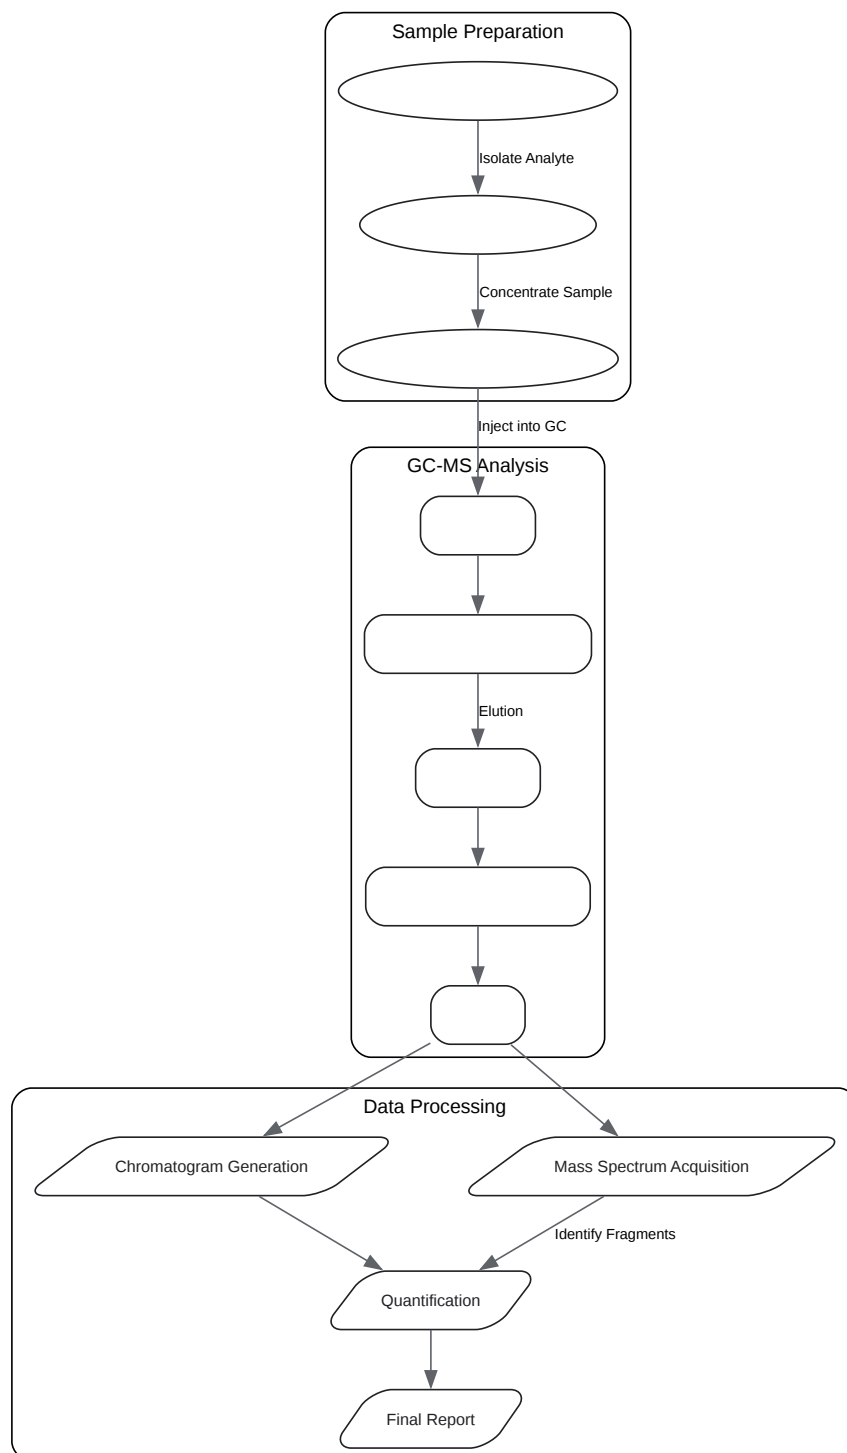 Sample Preparation
Isolate Analyte
Concentrate Sample
Inject into GC
GC-MS Analysis
Elution
Data Processing
Chromatogram Generation
Mass Spectrum Acquisition
Identify Fragments
Quantification
Final Report